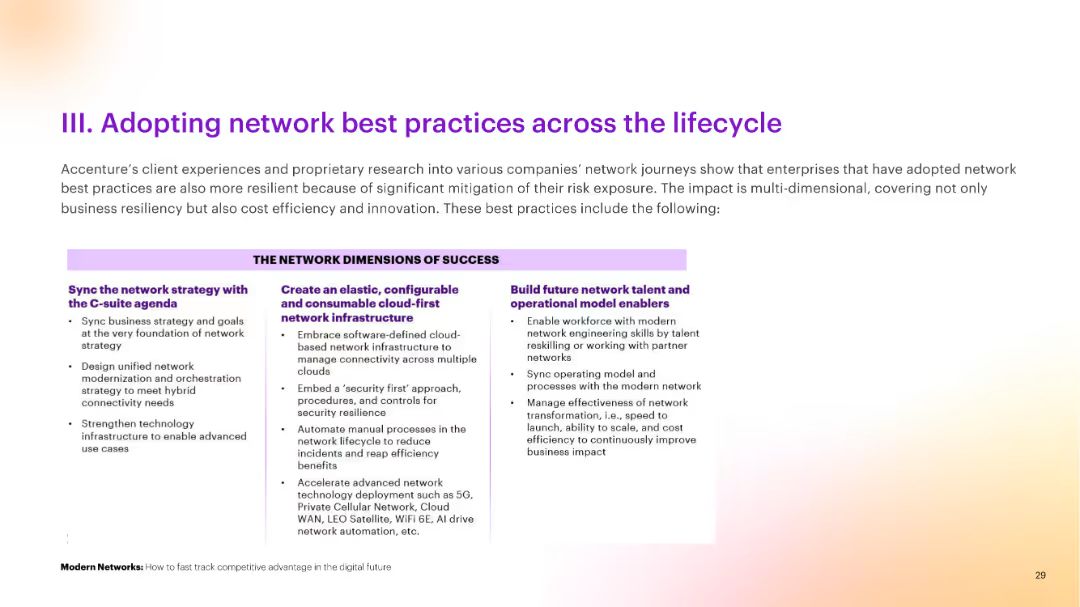 III. Adopting network best practices across the lifecycle
Accenture’s client experiences and proprietary research into various companies’ network journeys show that enterprises that have adopted network
best practices are also more resilient because of significant mitigation of their risk exposure. The impact is multi-dimensional, covering not only
business resiliency but also cost efficiency and innovation. These best practices include the following:
THE NETWORK DIMENSIONS OF SUCCESS
Sync the network strategy with
the C-suite agenda
• Sync business strategy and goals
at the very foundation of network
strategy
• Design unified network
modernization and orchestration
strategy to meet hybrid
connectivity needs
• Strengthen technology
infrastructure to enable advanced
use cases
Create an elastic, configurable
and consumable cloud-first
network infrastructure
• Embrace software-defined cloud-
based network infrastructure to
manage connectivity across multiple
clouds
• Embed a ‘security first’ approach,
procedures, and controls for
security resilience
• Automate manual processes in the
network lifecycle to reduce
incidents and reap efficiency
benefits
• Accelerate advanced network
technology deployment such as 5G,
Private Cellular Network, Cloud
WAN, LEO Satellite, WiFi 6E, AI drive
network automation, etc.
Build future network talent and
operational model enablers
• Enable workforce with modern
network engineering skills by talent
reskilling or working with partner
networks
• Sync operating model and
processes with the modern network
• Manage effectiveness of network
transformation, i.e., speed to
launch, ability to scale, and cost
efficiency to continuously improve
business impact
Modern Networks: How to fast track competitive advantage in the digital future
29